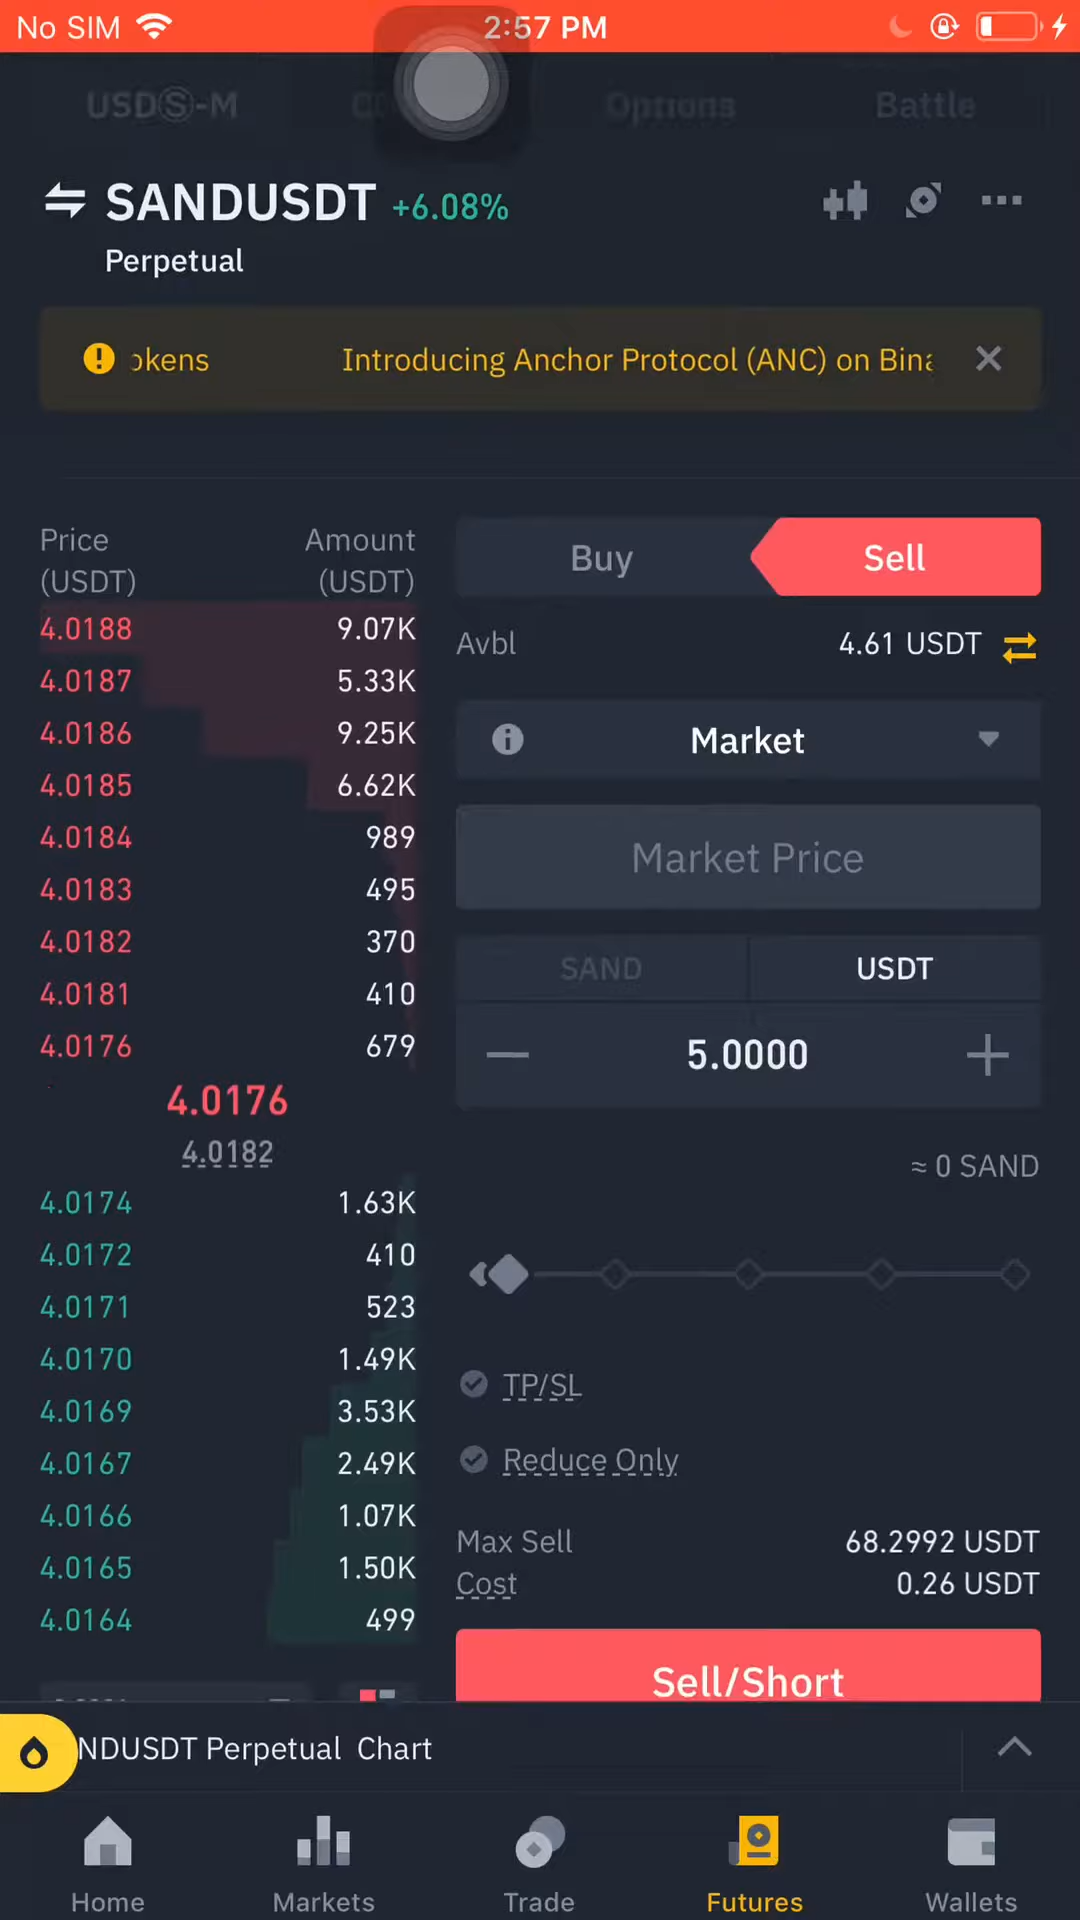 No SIM 2:57 PM
USDⓈ-M Options Battle
SANDUSDT +6.08%
Perpetual
okens Introducing Anchor Protocol (ANC) on Bina
Price Amount
(USDT) (USDT)
Buy Sell
4.0188 9.07K
Avbl 4.61 USDT
4.0187 5.33K
4.0186 9.25K
Market
4.0185 6.62K
4.0184 989
Market Price
4.0183 495
4.0182 370
SAND USDT
4.0181 410
4.0176 679
5.0000
4.0176
4.0182
≈ 0 SAND
4.0174 1.63K
4.0172 410
4.0171 523
4.0170 1.49K
TP/SL
4.0169 3.53K
4.0167 2.49K
Reduce Only
4.0166 1.07K
Max Sell 68.2992 USDT
4.0165 1.50K
Cost 0.26 USDT
4.0164 499
Sell/Short
NDUSDT Perpetual Chart
Home Markets Trade Futures Wallets